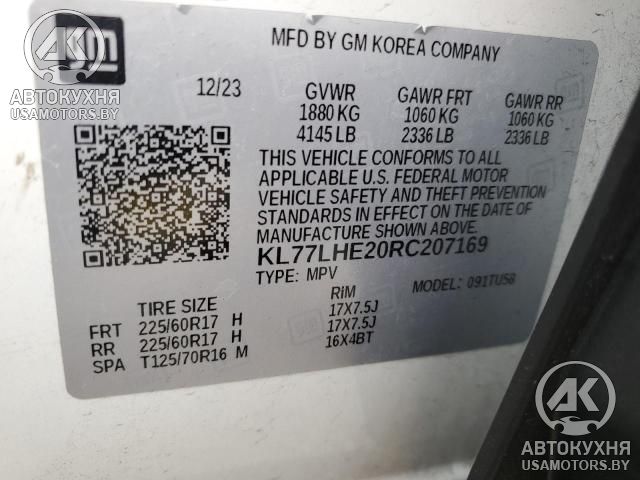 GM
MFD BY GM KOREA COMPANY
12/23
GVWR
1880 KG
4145 LB
GAWR FRT
1060 KG
2336 LB
GAWR RR
1060 KG
2336 LB
THIS VEHICLE CONFORMS TO ALL
APPLICABLE U.S. FEDERAL MOTOR
VEHICLE SAFETY AND THEFT PREVENTION
STANDARDS IN EFFECT ON THE DATE OF
MANUFACTURE SHOWN ABOVE.
KL77LHE20RC207169
TYPE: MPV
MODEL: 091TU58
TIRE SIZE
RIM
FRT 225/60R17 H 17X7.5J
RR 225/60R17 H 17X7.5J
SPA T125/70R16 M 16X4BT
АК
АВТОКУХНЯ
USAMOTORS.BY
АК
АВТОКУХНЯ
USAMOTORS.BY